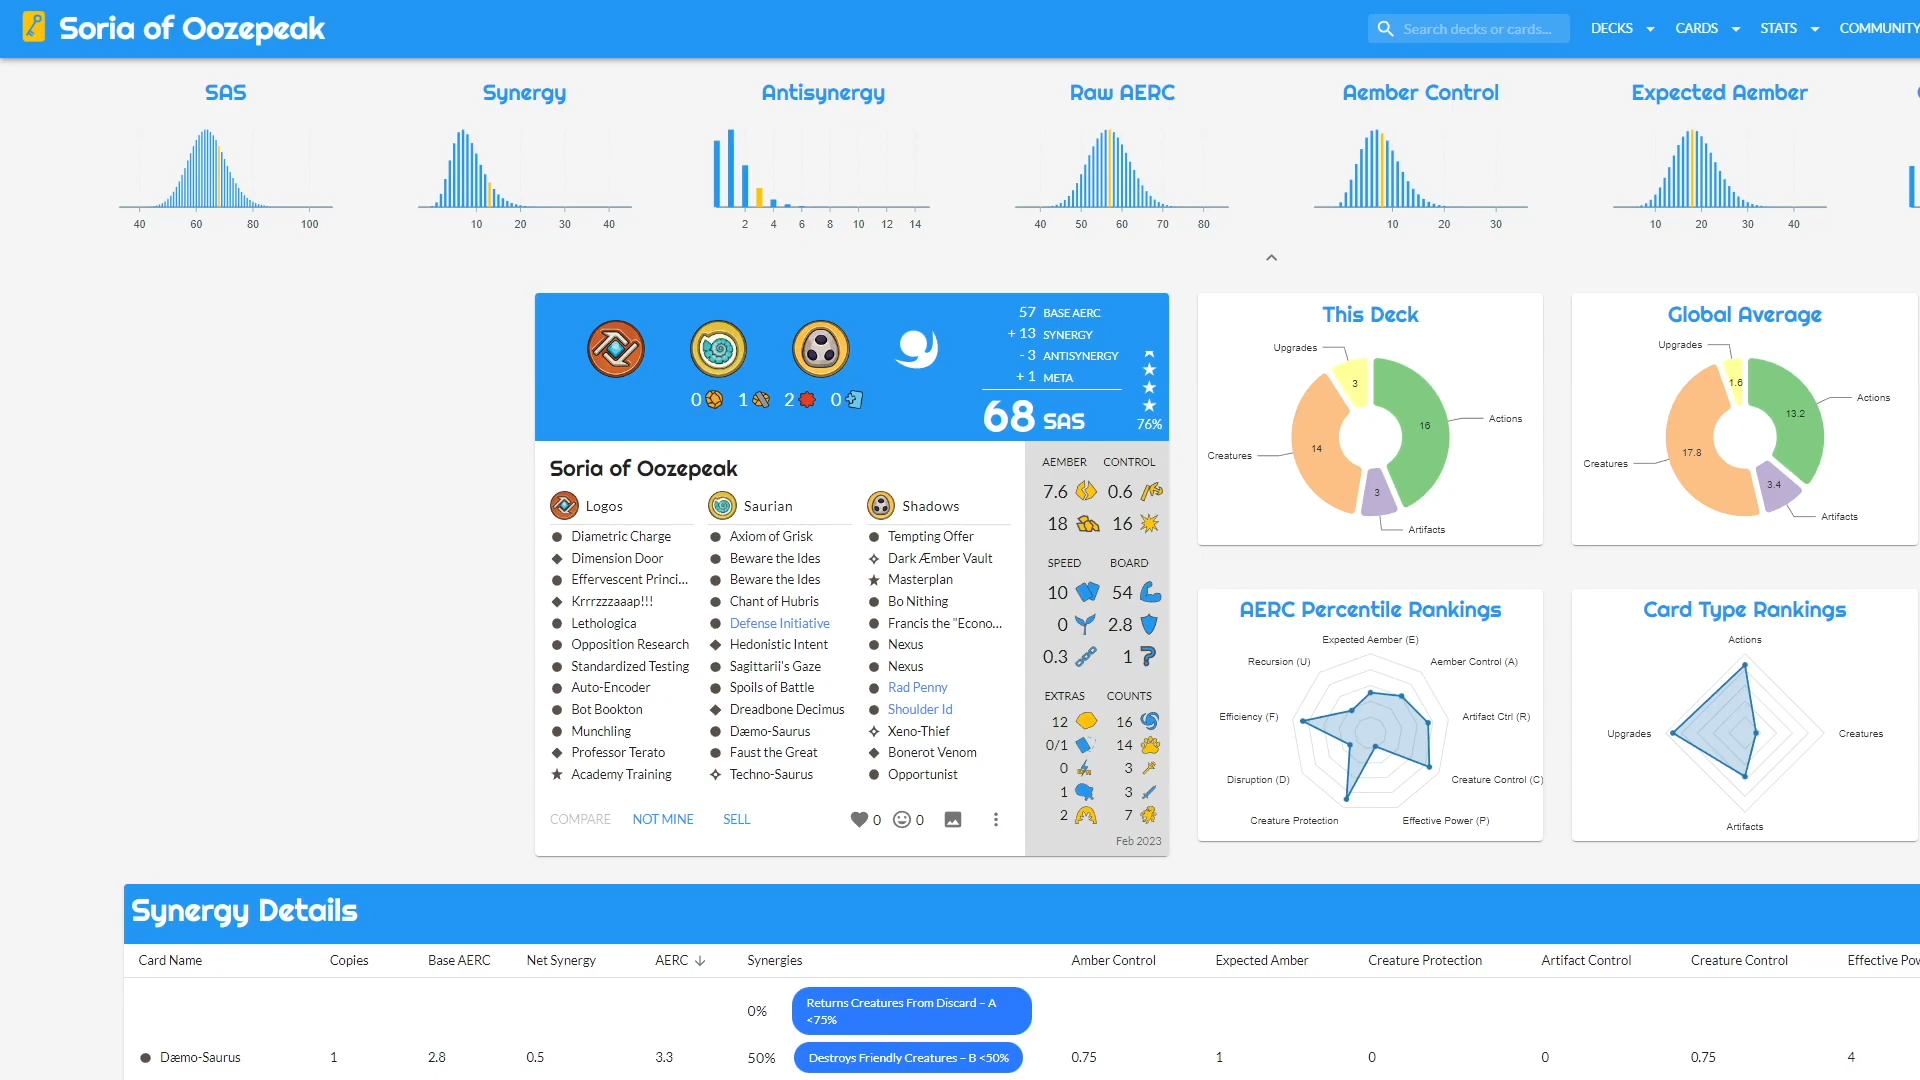 Soria of Oozepeak
Search decks or cards...
DECKS
CARDS
STATS
COMMUNITY
SAS
Synergy
Antisynergy
Raw AERC
Aember Control
Expected Aember
40 60 80 100
10 20 30 40
2 4 6 8 10 12 14
40 50 60 70 80
10 20 30
10 20 30 40
57 BASE AERC
+ 13 SYNERGY
- 3 ANTISYNERGY
+ 1 META
68 SAS
76%
0 1 2 0
Soria of Oozepeak
Logos
Diametric Charge
Dimension Door
Effervescent Princi...
Krrrzzzaaap!!!
Lethologica
Opposition Research
Standardized Testing
Auto-Encoder
Bot Bookton
Munchling
Professor Terato
Academy Training
Saurian
Axiom of Grisk
Beware the Ides
Beware the Ides
Chant of Hubris
Defense Initiative
Hedonistic Intent
Sagittarii's Gaze
Spoils of Battle
Dreadbone Decimus
Dæmo-Saurus
Faust the Great
Techno-Saurus
Shadows
Tempting Offer
Dark Æmber Vault
Masterplan
Bo Nithing
Francis the "Econo...
Nexus
Nexus
Rad Penny
Shoulder Id
Xeno-Thief
Bonerot Venom
Opportunist
COMPARE
NOT MINE
SELL
0
0
AEMBER CONTROL
7.6 0.6
18 16
SPEED BOARD
10 54
0 2.8
0.3 1
EXTRAS COUNTS
12 16
0/1 14
0 3
1 3
2 7
Feb 2023
This Deck
Upgrades
3
Actions
16
Creatures
14
3
Artifacts
Global Average
Upgrades
1.6
Actions
13.2
Creatures
17.8
3.4
Artifacts
AERC Percentile Rankings
Expected Aember (E)
Recursion (U)
Aember Control (A)
Efficiency (F)
Artifact Ctrl (R)
Disruption (D)
Creature Control (C)
Creature Protection
Effective Power (P)
Card Type Rankings
Actions
Upgrades
Creatures
Artifacts
Synergy Details
Card Name Copies Base AERC Net Synergy AERC Synergies Amber Control Expected Amber Creature Protection Artifact Control Creature Control Effective Pow
0% Returns Creatures From Discard – A
<75%
Dæmo-Saurus 1 2.8 0.5 3.3 50% Destroys Friendly Creatures – B <50% 0.75 1 0 0 0.75 4